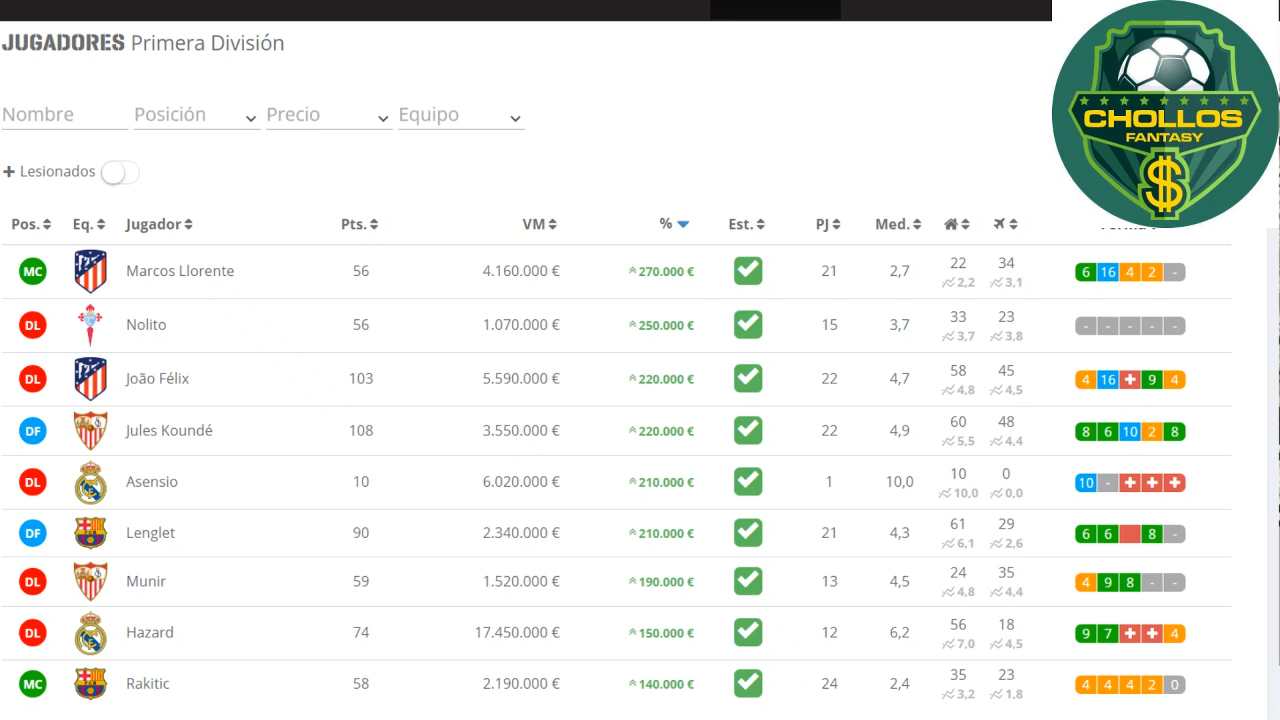 JUGADORES Primera División
CHOLLOS
FANTASY
$
Nombre Posición Precio Equipo
+ Lesionados
Pos. Eq. Jugador Pts. VM % Est. PJ Med.
MC Marcos Llorente 56 4.160.000 € 270.000 € 21 2,7 22 2,2 34 3,1 6 16 4 2 -
DL Nolito 56 1.070.000 € 250.000 € 15 3,7 33 3,7 23 3,8 - - - - -
DL João Félix 103 5.590.000 € 220.000 € 22 4,7 58 4,8 45 4,5 4 16 + 9 4
DF Jules Koundé 108 3.550.000 € 220.000 € 22 4,9 60 5,5 48 4,4 8 6 10 2 8
DL Asensio 10 6.020.000 € 210.000 € 1 10,0 10 10,0 0 0,0 10 - + + +
DF Lenglet 90 2.340.000 € 210.000 € 21 4,3 61 6,1 29 2,6 6 6 8 -
DL Munir 59 1.520.000 € 190.000 € 13 4,5 24 4,8 35 4,4 4 9 8 - -
DL Hazard 74 17.450.000 € 150.000 € 12 6,2 56 7,0 18 4,5 9 7 + + 4
MC Rakitic 58 2.190.000 € 140.000 € 24 2,4 35 3,2 23 1,8 4 4 4 2 0